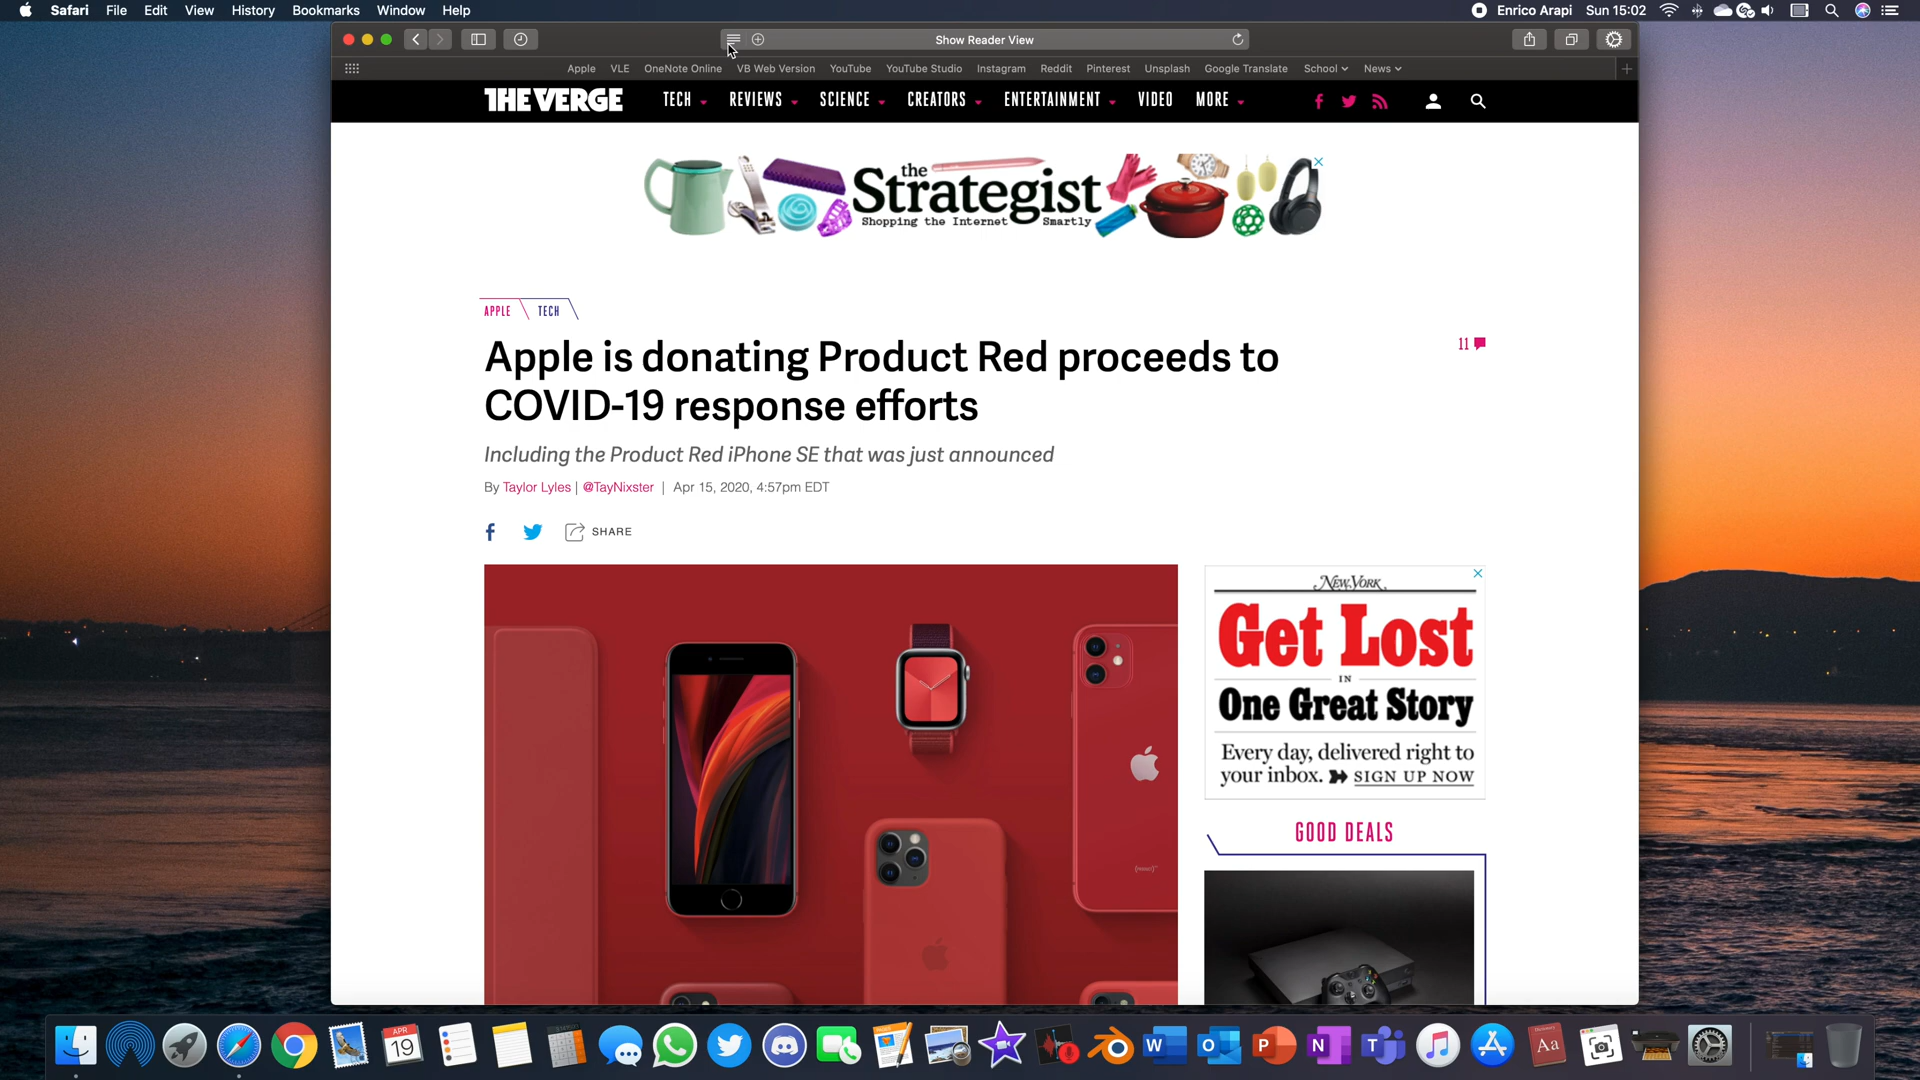 Safari File Edit View History Bookmarks Window Help Enrico Arapi Sun 15:02
Show Reader View
Apple VLE OneNote Online VB Web Version YouTube YouTube Studio Instagram Reddit Pinterest Unsplash Google Translate School News
THE VERGE TECH REVIEWS SCIENCE CREATORS ENTERTAINMENT VIDEO MORE
the
Strategist
Shopping the Internet Smartly
APPLE TECH
Apple is donating Product Red proceeds to
COVID-19 response efforts
11
Including the Product Red iPhone SE that was just announced
By Taylor Lyles | @TayNixster | Apr 15, 2020, 4:57pm EDT
SHARE
NEW YORK
Get Lost
IN
One Great Story
Every day, delivered right to
your inbox. SIGN UP NOW
GOOD DEALS
APR
19
W O P N T Aa